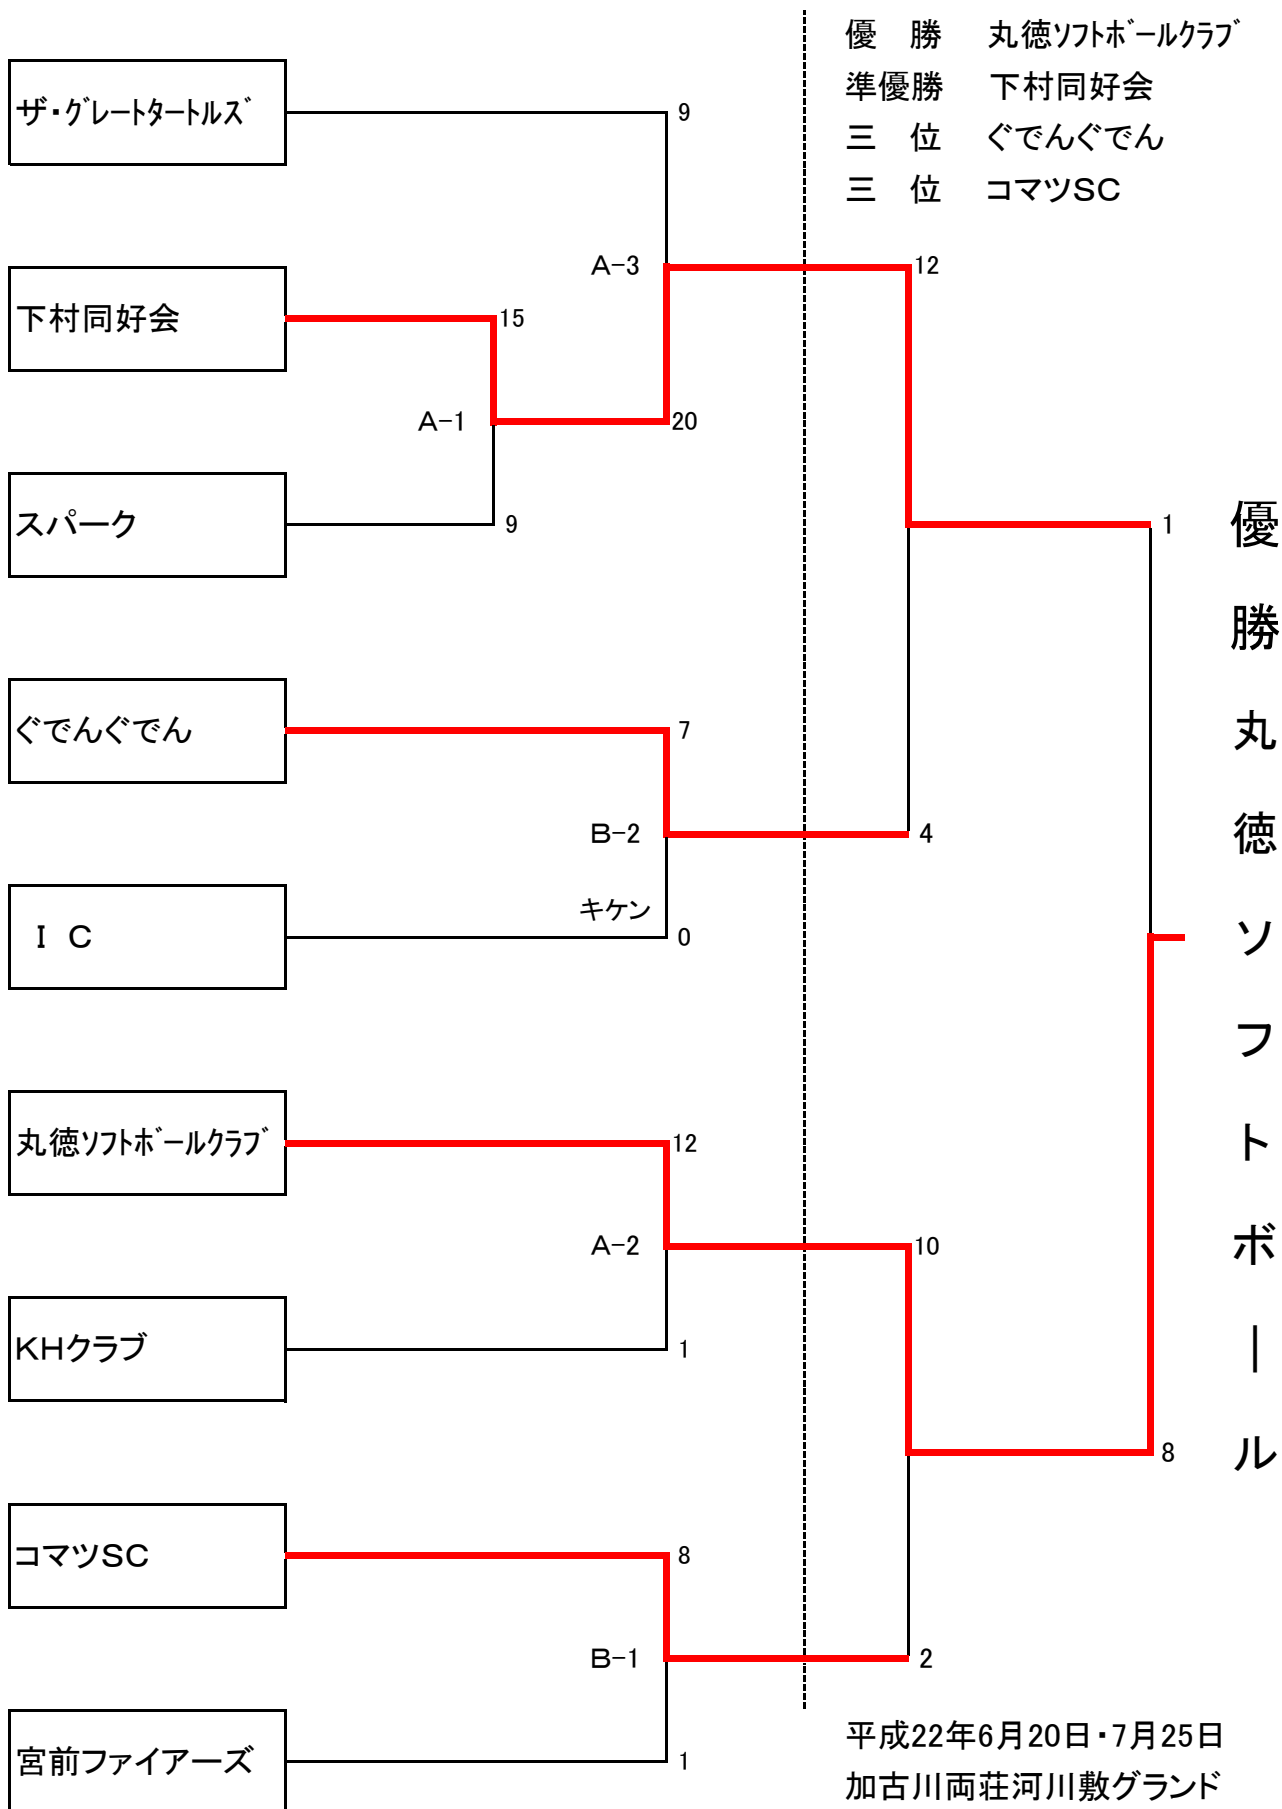 優　勝　丸徳ｿﾌﾄﾎﾞｰﾙｸﾗﾌﾞ
準優勝　下村同好会
三　位　ぐでんぐでん
三　位　コマツSC
ザ・ｸﾞﾚｰﾄﾀｰﾄﾙｽﾞ
9
A-3
12
下村同好会
15
A-1
20
スパーク
9
1
ぐでんぐでん
7
B-2
4
I C
キケン
0
丸徳ｿﾌﾄﾎﾞｰﾙｸﾗﾌﾞ
12
A-2
10
KHクラブ
1
8
コマツSC
8
B-1
2
宮前ファイアーズ
1
優勝丸徳ソフトボール
平成22年6月20日・7月25日
加古川両荘河川敷グランド